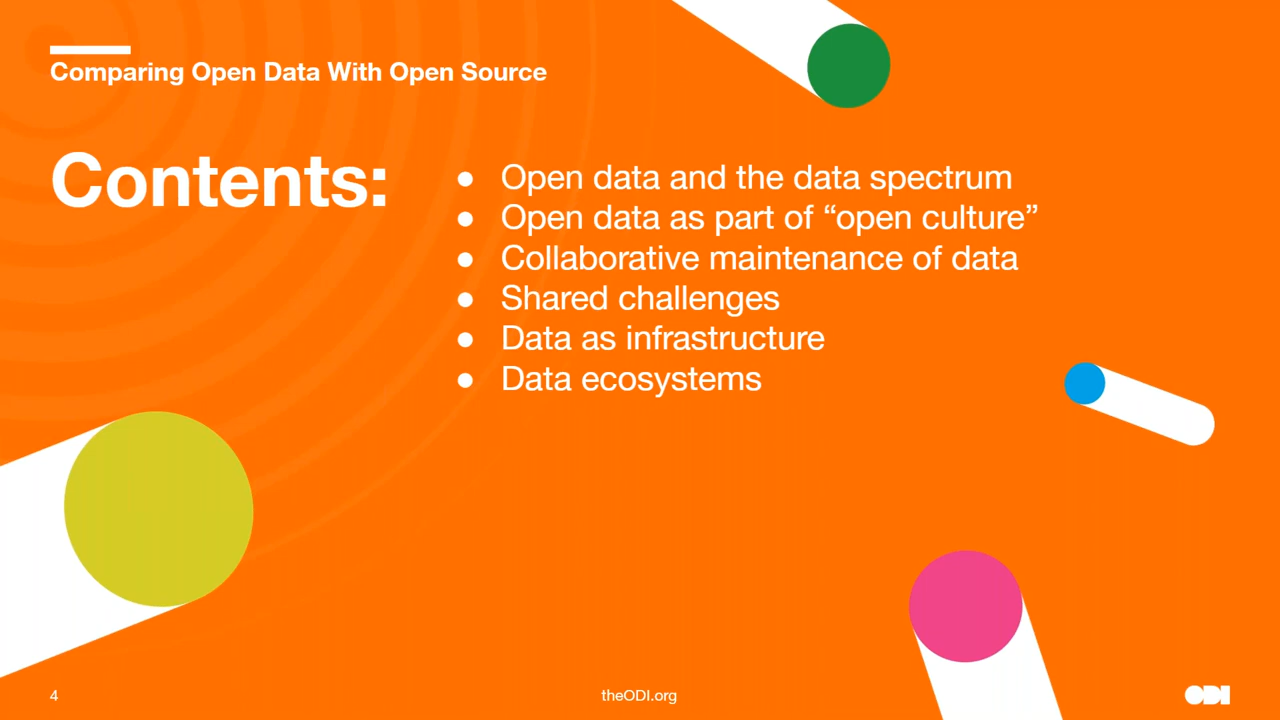 Comparing Open Data With Open Source
Contents:
● Open data and the data spectrum
● Open data as part of “open culture”
● Collaborative maintenance of data
● Shared challenges
● Data as infrastructure
● Data ecosystems
4
theODI.org
ODI